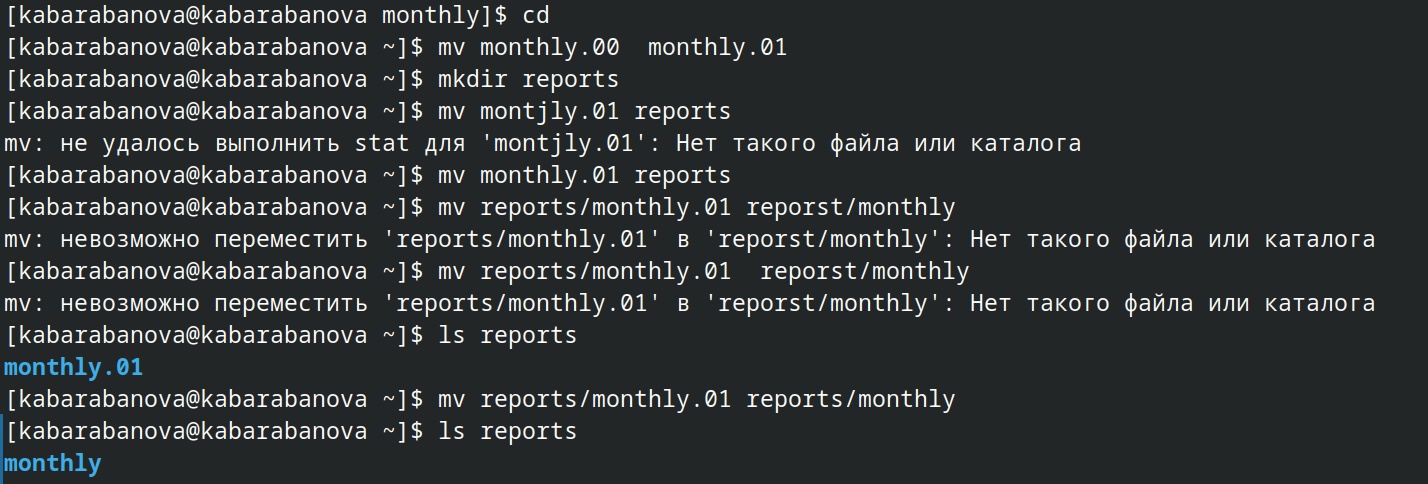 [kabarabanova@kabarabanova monthly]$ cd
[kabarabanova@kabarabanova ~]$ mv monthly.00  monthly.01
[kabarabanova@kabarabanova ~]$ mkdir reports
[kabarabanova@kabarabanova ~]$ mv montjly.01 reports
mv: не удалось выполнить stat для 'montjly.01': Нет такого файла или каталога
[kabarabanova@kabarabanova ~]$ mv monthly.01 reports
[kabarabanova@kabarabanova ~]$ mv reports/monthly.01 reporst/monthly
mv: невозможно переместить 'reports/monthly.01' в 'reporst/monthly': Нет такого файла или каталога
[kabarabanova@kabarabanova ~]$ mv reports/monthly.01  reporst/monthly
mv: невозможно переместить 'reports/monthly.01' в 'reporst/monthly': Нет такого файла или каталога
[kabarabanova@kabarabanova ~]$ ls reports
monthly.01
[kabarabanova@kabarabanova ~]$ mv reports/monthly.01 reports/monthly
[kabarabanova@kabarabanova ~]$ ls reports
monthly